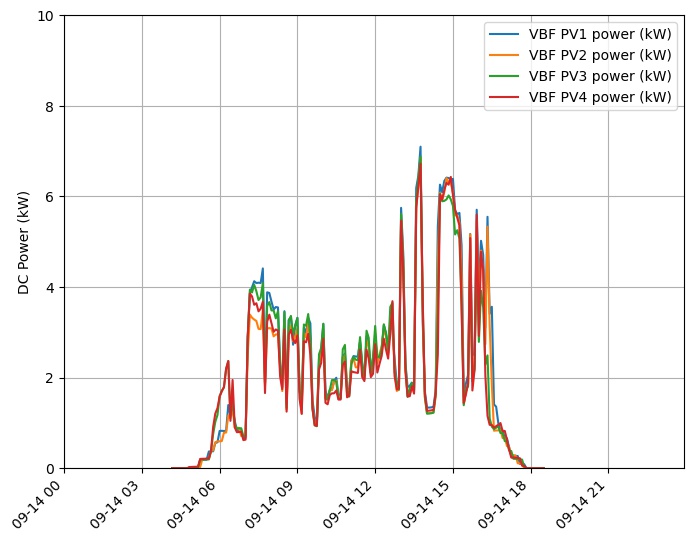 10
8
6
4
2
0
DC Power (kW)
VBF PV1 power (kW)
VBF PV2 power (kW)
VBF PV3 power (kW)
VBF PV4 power (kW)
09-14 00
09-14 03
09-14 06
09-14 09
09-14 12
09-14 15
09-14 18
09-14 21